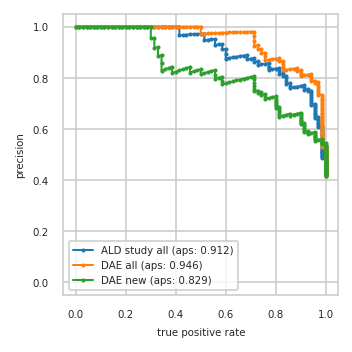 1.0
0.8
0.6
0.4
0.2
0.0
precision
ALD study all (aps: 0.912)
DAE all (aps: 0.946)
DAE new (aps: 0.829)
0.0 0.2 0.4 0.6 0.8 1.0
true positive rate